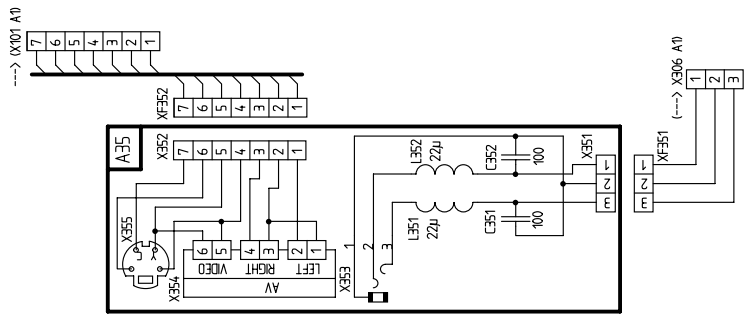 ---> (X101 A1)
7 6 5 4 3 2 1
XF352
7 6 5 4 3 2 1
(---> X306 A1)
1 2 3
A35
X352
7 6 5 4 3 2 1
L352
22µ
C352
100
X351
1
2
3
XF351
1
2
3
L351
22µ
C351
100
X355
C
Y
X354
6 5 4 3 2 1
VIDEO RIGHT LEFT
AV
X353
1 2 3